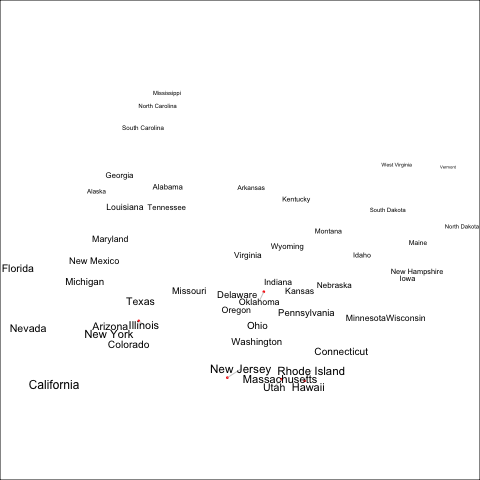 Mississippi
North Carolina
South Carolina
West Virginia
Vermont
Georgia
Alabama
Arkansas
Alaska
Kentucky
Louisiana
Tennessee
South Dakota
North Dakota
Montana
Maryland
Maine
Wyoming
Virginia
Idaho
New Mexico
Florida
New Hampshire
Iowa
Michigan
Indiana
Nebraska
Missouri
Kansas
Delaware
Texas
Oklahoma
Oregon
Pennsylvania
Minnesota
Wisconsin
Arizona
Illinois
Ohio
Nevada
New York
Washington
Colorado
Connecticut
New Jersey
Rhode Island
Massachusetts
California
Utah
Hawaii